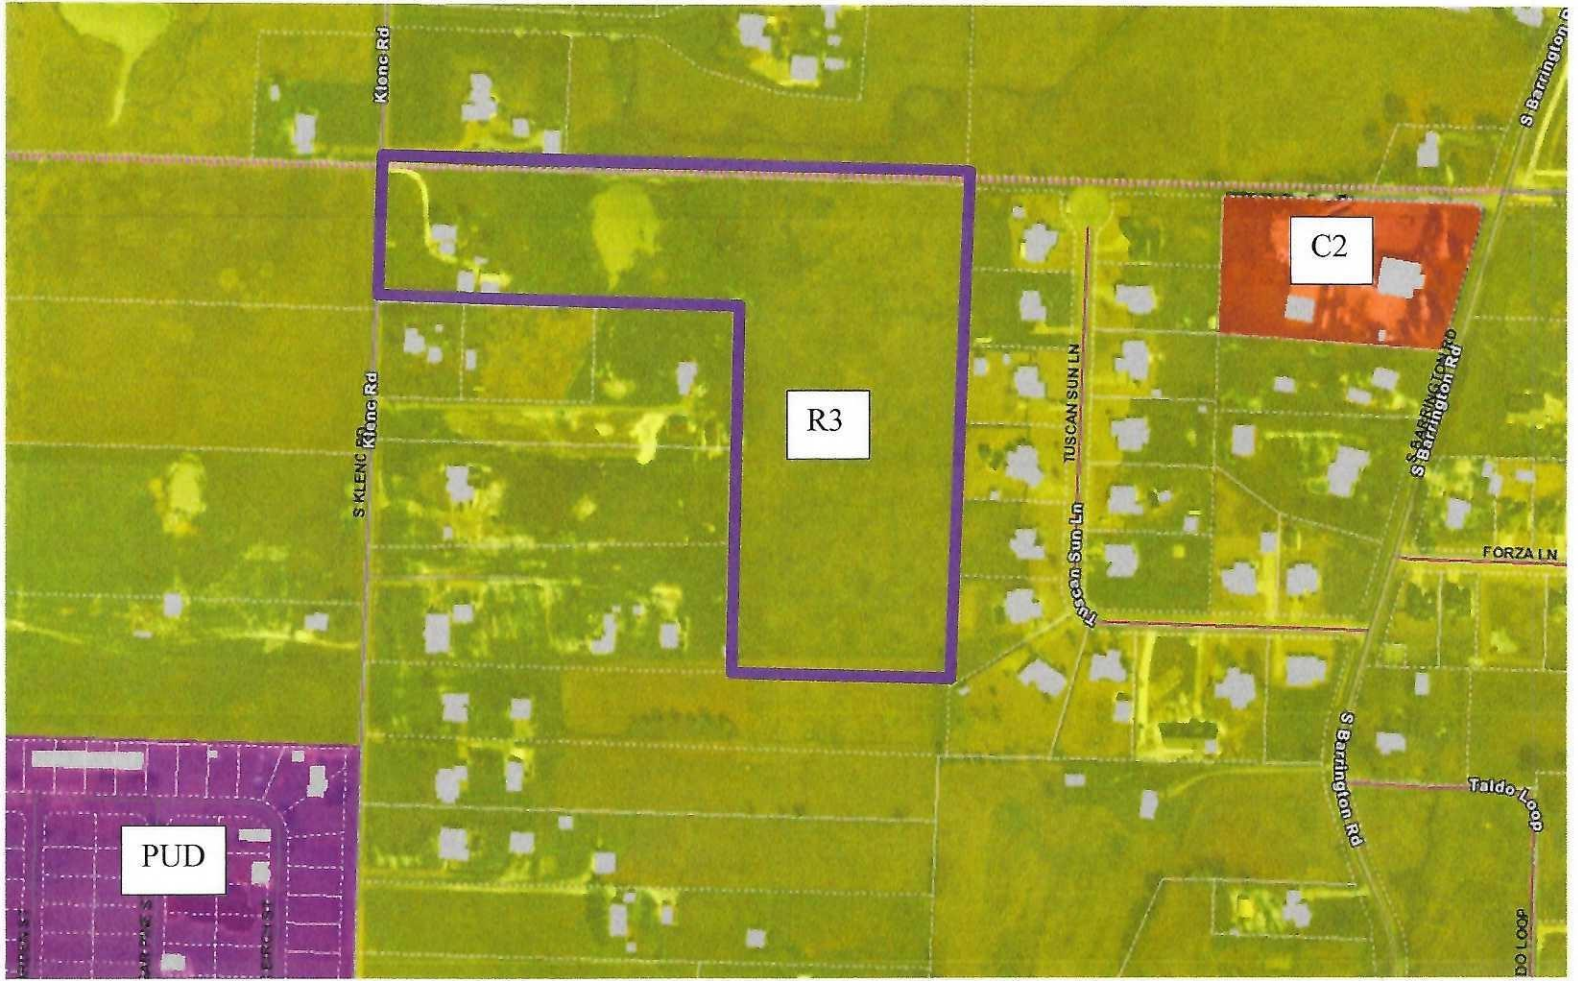 Klenc Rd
S Barrington R
C2
R3
TUSCAN SUN LN
S BARRINGTON RD
S Barrington Rd
Klenc Rd
S KLENC RD
Tuscan Sun Ln
FORZA LN
S Barrington Rd
Taldo Loop
PUD
DO LOOP